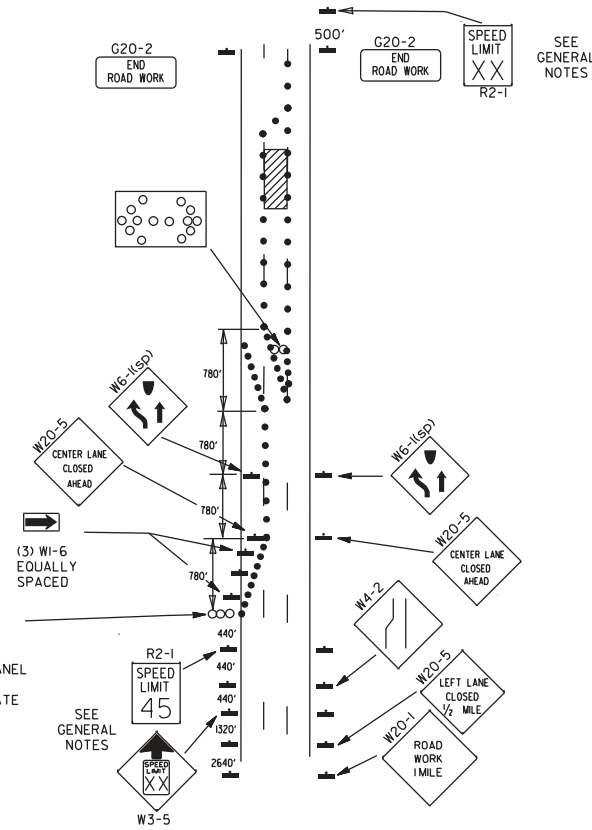 500'
G20-2
END
ROAD WORK
G20-2
END
ROAD WORK
SPEED
LIMIT
XX
R2-1
SEE
GENERAL
NOTES
780'
W6-1(SP)
780'
W20-5
CENTER LANE
CLOSED
AHEAD
780'
W6-1(SP)
W20-5
CENTER LANE
CLOSED
AHEAD
(3) W1-6
EQUALLY
SPACED
780'
440'
W4-2
R2-1
SPEED
LIMIT
45
440'
ANEL
ATE
440'
W20-5
LEFT LANE
CLOSED
1/2 MILE
SEE
GENERAL
NOTES
1320'
W20-1
ROAD
WORK
1 MILE
2640'
SPEED
LIMIT
XX
W3-5